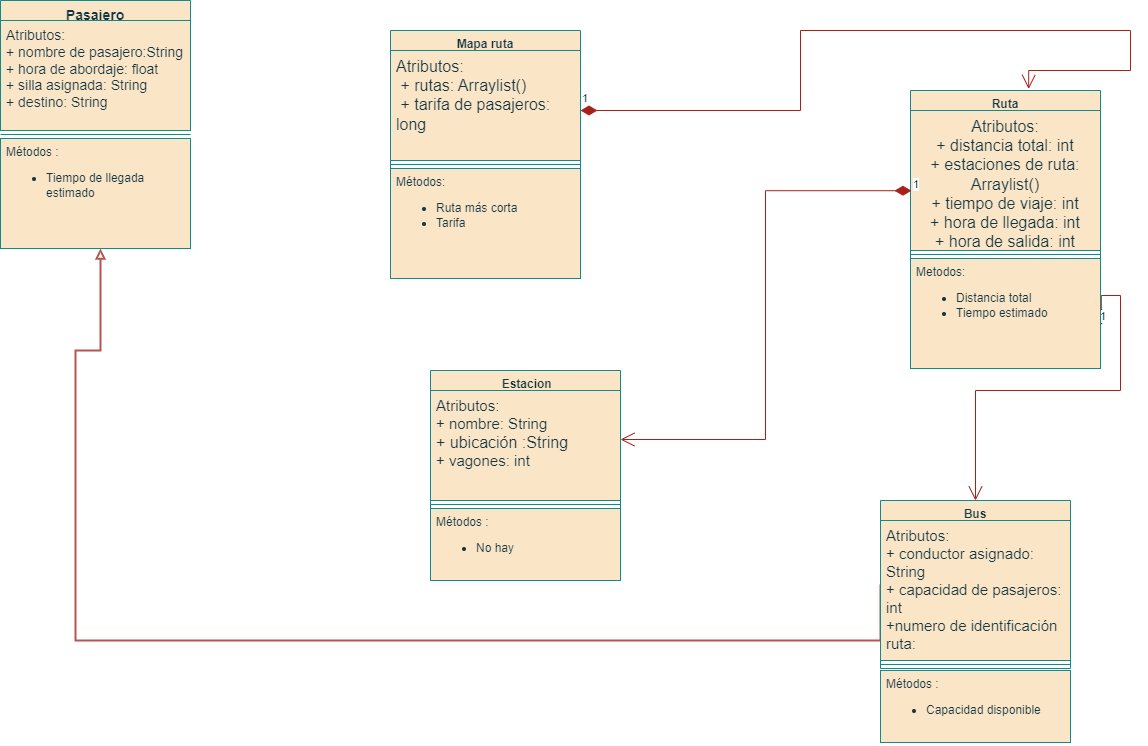 Pasajero
Atributos:
+ nombre de pasajero:String
+ hora de abordaje: float
+ silla asignada: String
+ destino: String
Métodos :
Tiempo de llegada
estimado
Mapa ruta
Atributos:
+ rutas: Arraylist()
+ tarifa de pasajeros:
long
Métodos:
Ruta más corta
Tarifa
1
Ruta
Atributos:
+ distancia total: int
+ estaciones de ruta:
Arraylist()
+ tiempo de viaje: int
+ hora de llegada: int
+ hora de salida: int
Metodos:
Distancia total
Tiempo estimado
1
1
Estacion
Atributos:
+ nombre: String
+ ubicación :String
+ vagones: int
Métodos :
No hay
Bus
Atributos:
+ conductor asignado:
String
+ capacidad de pasajeros:
int
+numero de identificación
ruta:
Métodos :
Capacidad disponible